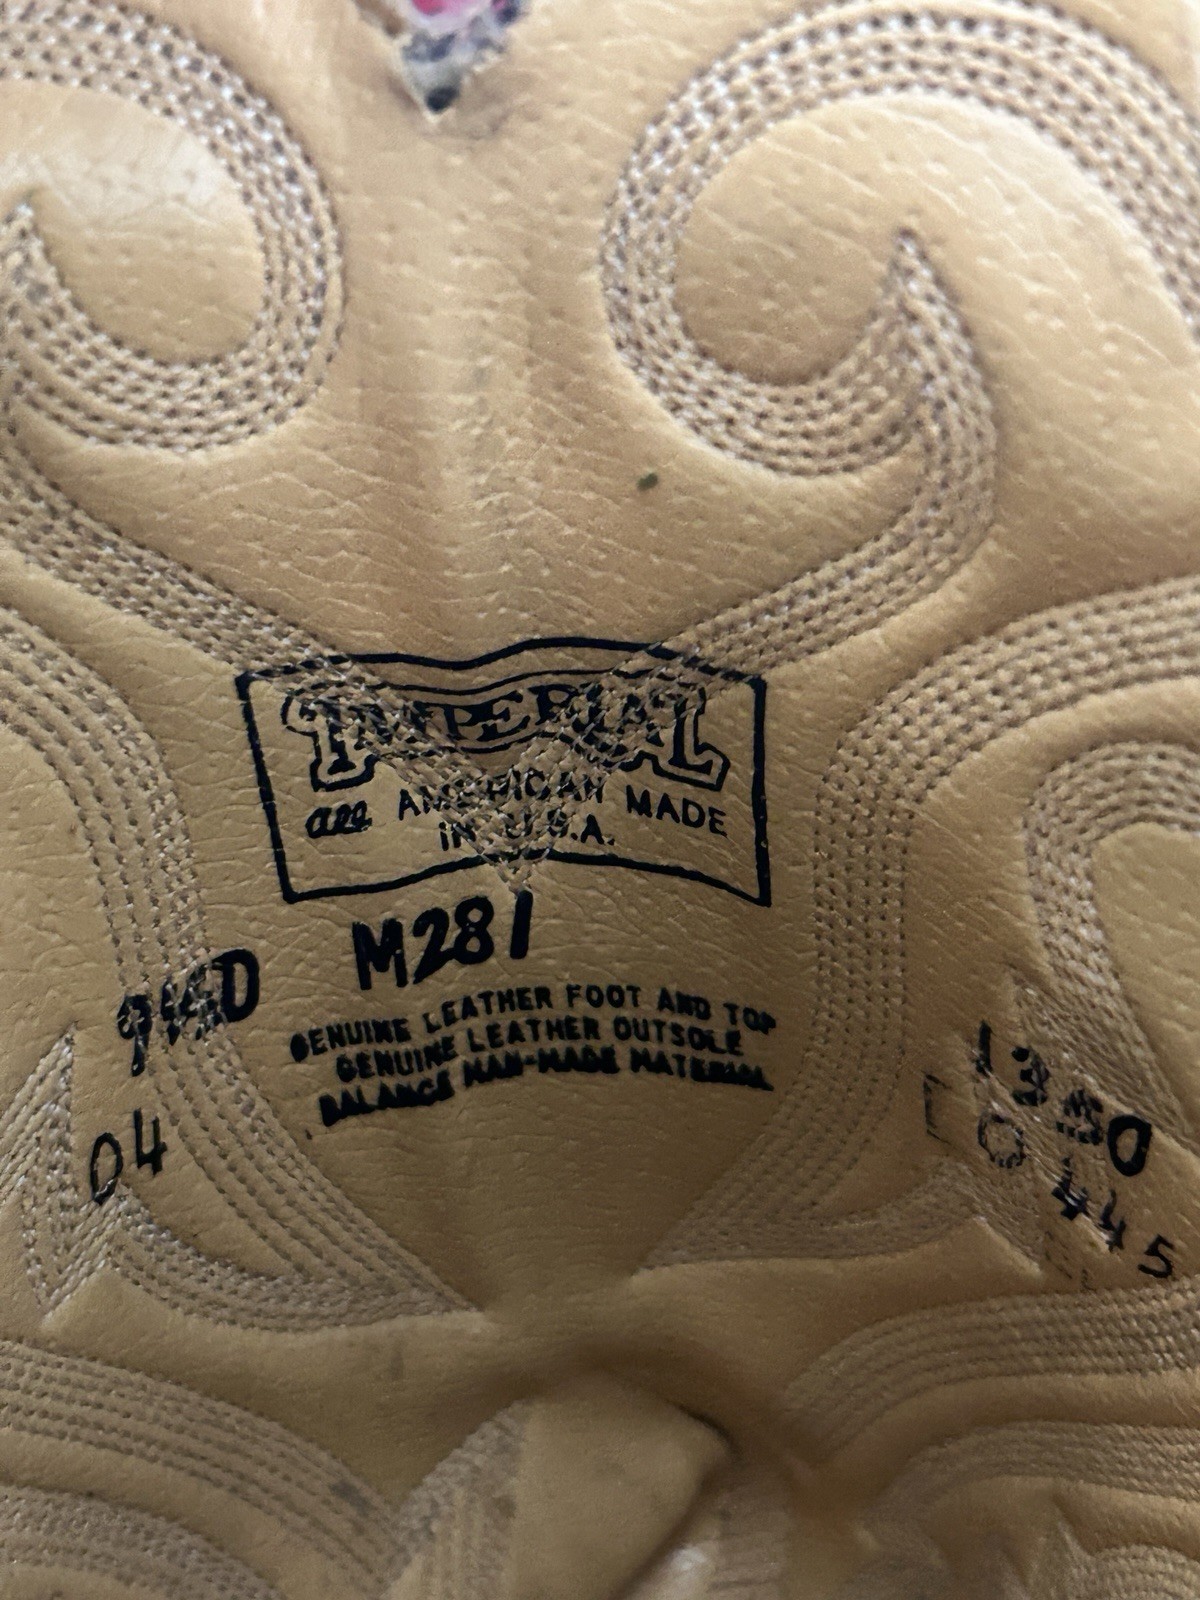 IMPERIAL
are AMERICAN MADE
IN U.S.A.
M281
GENUINE LEATHER FOOT AND TOP
GENUINE LEATHER OUTSOLE
BALANCE MAN-MADE MATERIAL
04
445